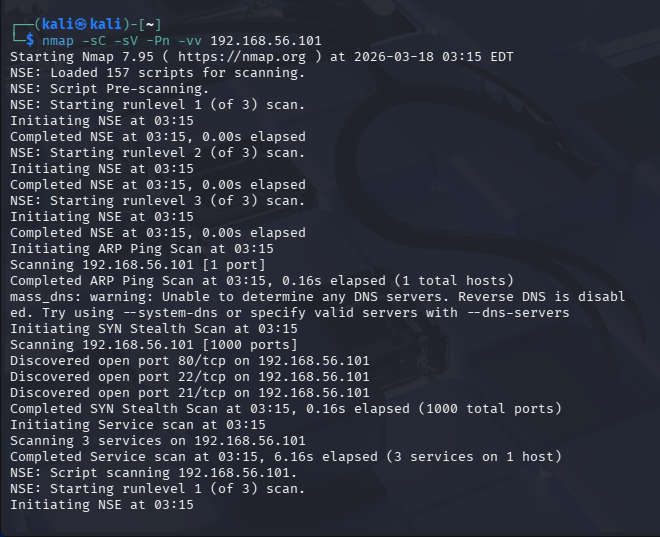 ┌──(kali㉿kali)-[~]
└─$ nmap -sC -sV -Pn -vv 192.168.56.101
Starting Nmap 7.95 ( https://nmap.org ) at 2026-03-18 03:15 EDT
NSE: Loaded 157 scripts for scanning.
NSE: Script Pre-scanning.
NSE: Starting runlevel 1 (of 3) scan.
Initiating NSE at 03:15
Completed NSE at 03:15, 0.00s elapsed
NSE: Starting runlevel 2 (of 3) scan.
Initiating NSE at 03:15
Completed NSE at 03:15, 0.00s elapsed
NSE: Starting runlevel 3 (of 3) scan.
Initiating NSE at 03:15
Completed NSE at 03:15, 0.00s elapsed
Initiating ARP Ping Scan at 03:15
Scanning 192.168.56.101 [1 port]
Completed ARP Ping Scan at 03:15, 0.16s elapsed (1 total hosts)
mass_dns: warning: Unable to determine any DNS servers. Reverse DNS is disabl
ed. Try using --system-dns or specify valid servers with --dns-servers
Initiating SYN Stealth Scan at 03:15
Scanning 192.168.56.101 [1000 ports]
Discovered open port 80/tcp on 192.168.56.101
Discovered open port 22/tcp on 192.168.56.101
Discovered open port 21/tcp on 192.168.56.101
Completed SYN Stealth Scan at 03:15, 0.16s elapsed (1000 total ports)
Initiating Service scan at 03:15
Scanning 3 services on 192.168.56.101
Completed Service scan at 03:15, 6.16s elapsed (3 services on 1 host)
NSE: Script scanning 192.168.56.101.
NSE: Starting runlevel 1 (of 3) scan.
Initiating NSE at 03:15